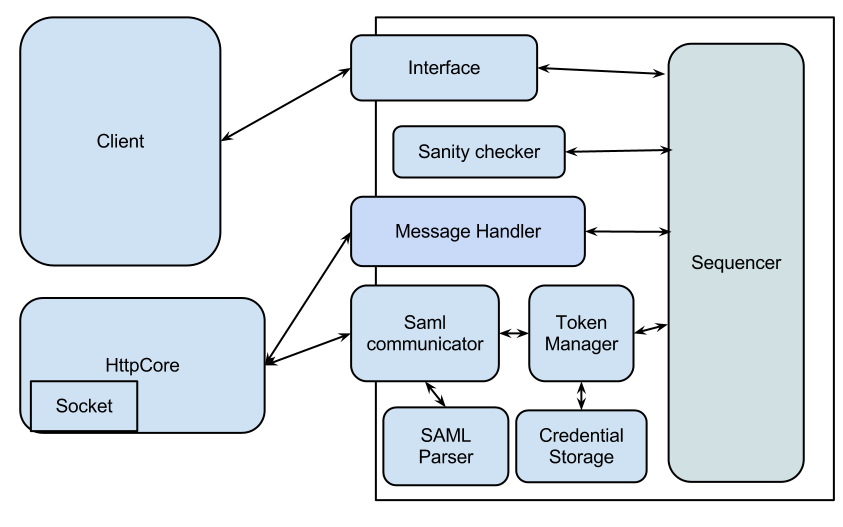 Client
Interface
Sanity checker
Message Handler
Sequencer
HttpCore
Socket
Saml
communicator
Token
Manager
SAML
Parser
Credential
Storage